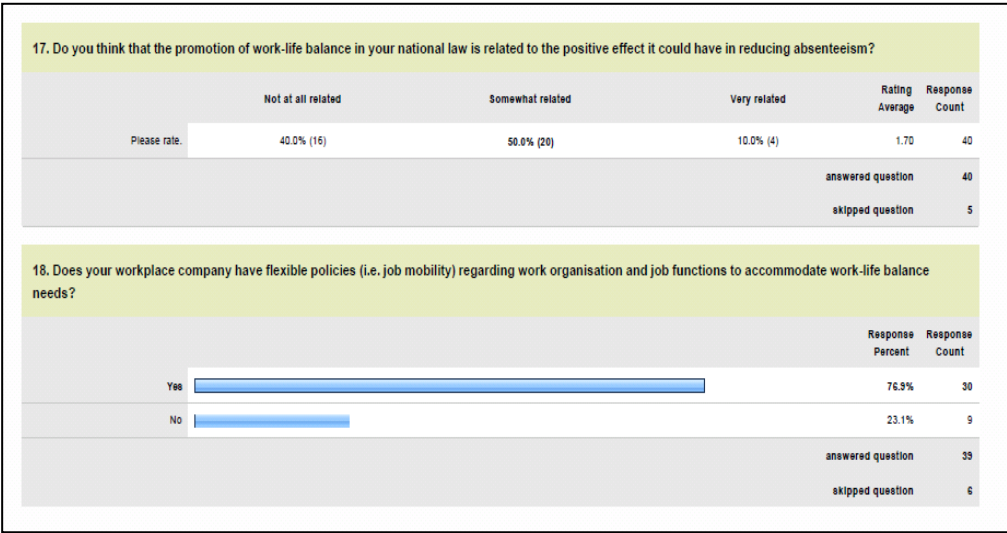 17. Do you think that the promotion of work-life balance in your national law is related to the positive effect it could have in reducing absenteeism?
Not at all related Somewhat related Very related Rating Average Response Count
Please rate. 40.0% (16) 50.0% (20) 10.0% (4) 1.70 40
answered question 40
skipped question 5
18. Does your workplace company have flexible policies (i.e. job mobility) regarding work organisation and job functions to accommodate work-life balance
needs?
Response Percent Response Count
Yes 76.9% 30
No 23.1% 9
answered question 39
skipped question 6